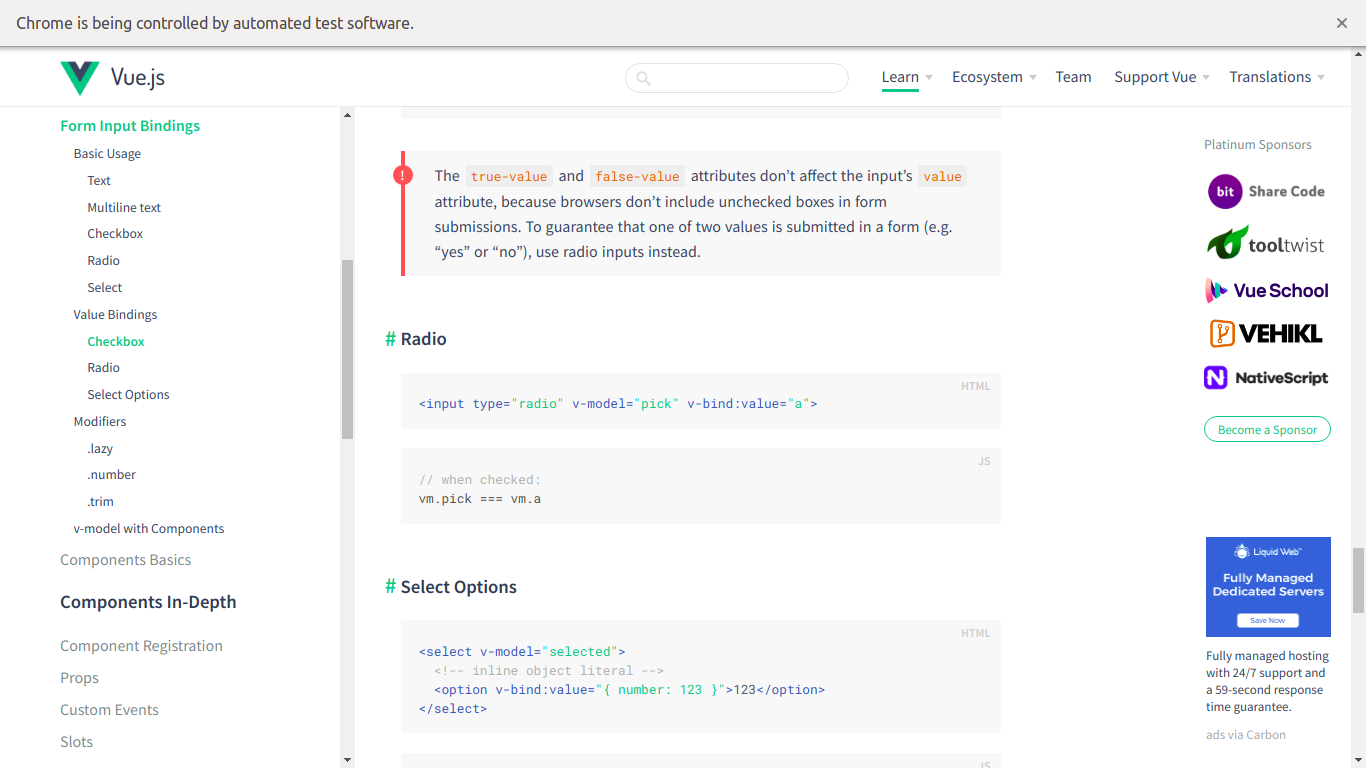 Chrome is being controlled by automated test software.
Vue.js
Learn
Ecosystem
Team
Support Vue
Translations
Form Input Bindings
Basic Usage
Text
Multiline text
Checkbox
Radio
Select
Value Bindings
Checkbox
Radio
Select Options
Modifiers
.lazy
.number
.trim
v-model with Components
Components Basics
Components In-Depth
Component Registration
Props
Custom Events
Slots
The true-value and false-value attributes don’t affect the input’s value
attribute, because browsers don’t include unchecked boxes in form
submissions. To guarantee that one of two values is submitted in a form (e.g.
“yes” or “no”), use radio inputs instead.
# Radio
HTML
<input type="radio" v-model="pick" v-bind:value="a">
JS
// when checked:
vm.pick === vm.a
# Select Options
HTML
<select v-model="selected">
<!-- inline object literal -->
<option v-bind:value="{ number: 123 }">123</option>
</select>
JS
Platinum Sponsors
bit Share Code
tooltwist
Vue School
VEHIKL
N NativeScript
Become a Sponsor
Liquid Web
Fully Managed
Dedicated Servers
Save Now
Fully managed hosting
with 24/7 support and
a 59-second response
time guarantee.
ads via Carbon